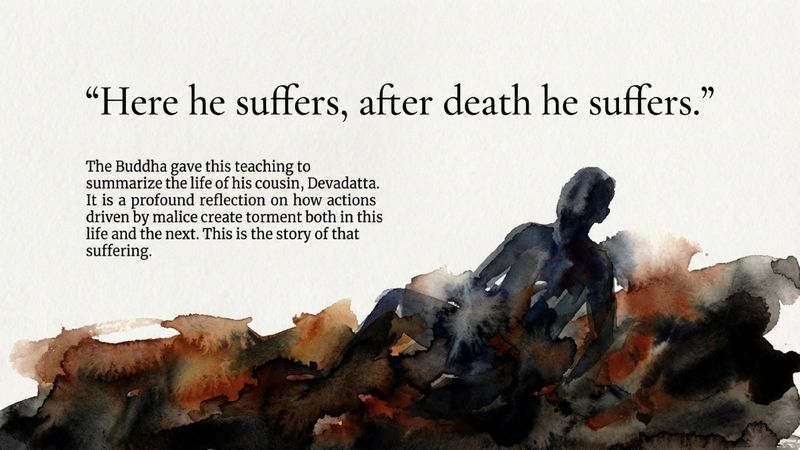 “Here he suffers, after death he suffers.”
The Buddha gave this teaching to
summarize the life of his cousin, Devadatta.
It is a profound reflection on how actions
driven by malice create torment both in this
life and the next. This is the story of that
suffering.